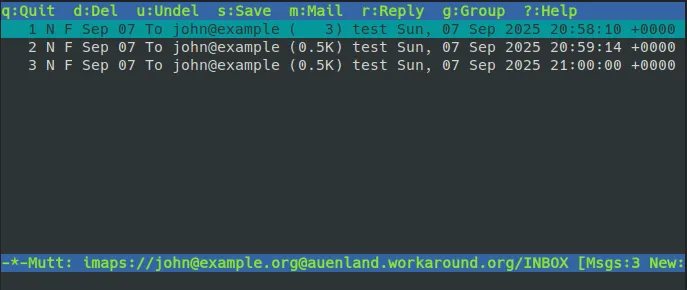 q:Quit  d:Del  u:Undel  s:Save  m:Mail  r:Reply  g:Group  ?:Help
1 N F Sep 07 To john@example (   3) test Sun, 07 Sep 2025 20:58:10 +0000
2 N F Sep 07 To john@example (0.5K) test Sun, 07 Sep 2025 20:59:14 +0000
3 N F Sep 07 To john@example (0.5K) test Sun, 07 Sep 2025 21:00:00 +0000
-*-Mutt: imaps://john@example.org@auenland.workaround.org/INBOX [Msgs:3 New: